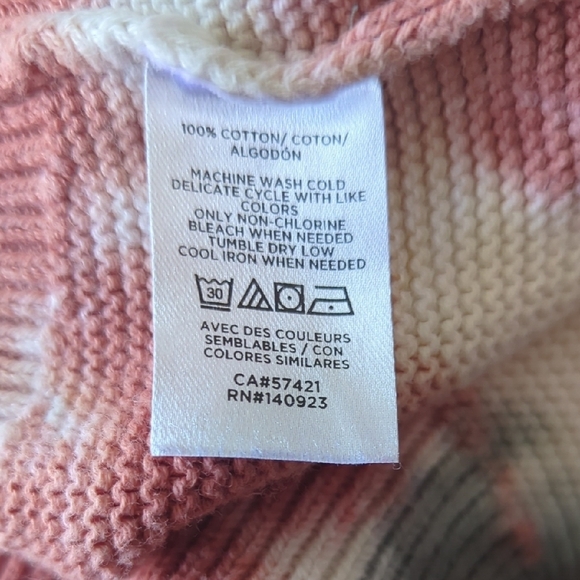 100% COTTON/ COTON/
ALGODÓN
MACHINE WASH COLD
DELICATE CYCLE WITH LIKE
COLORS
ONLY NON-CHLORINE
BLEACH WHEN NEEDED
TUMBLE DRY LOW
COOL IRON WHEN NEEDED
30
AVEC DES COULEURS
SEMBLABLES / CON
COLORES SIMILARES
CA#57421
RN#140923